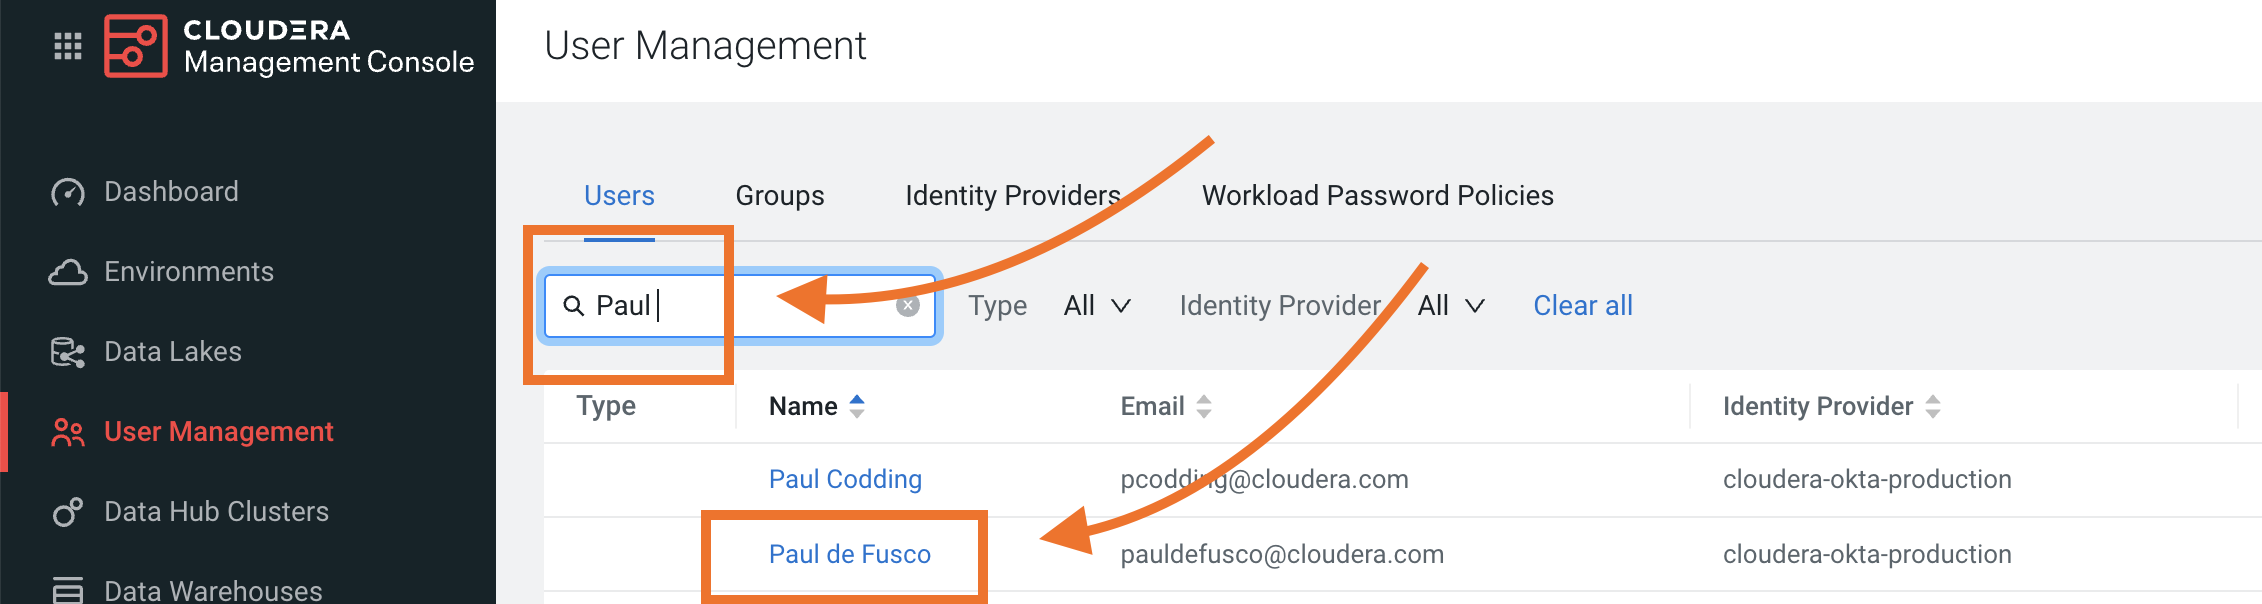 CLOUDERA
Management Console
Dashboard
Environments
Data Lakes
User Management
Data Hub Clusters
Data Warehouses
User Management
Users Groups Identity Providers Workload Password Policies
Paul Type All Identity Provider All Clear all
Type Name Email Identity Provider
Paul Codding pcodding@cloudera.com cloudera-okta-production
Paul de Fusco pauldefusco@cloudera.com cloudera-okta-production